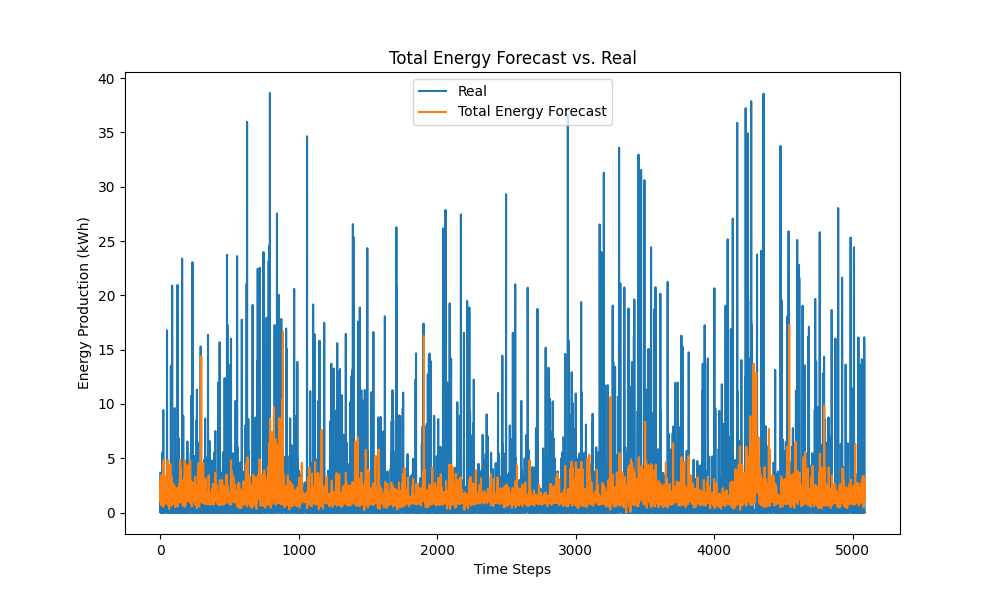 Total Energy Forecast vs. Real
Real
Total Energy Forecast
Energy Production (kWh)
40
35
30
25
20
15
10
5
0
0 1000 2000 3000 4000 5000
Time Steps